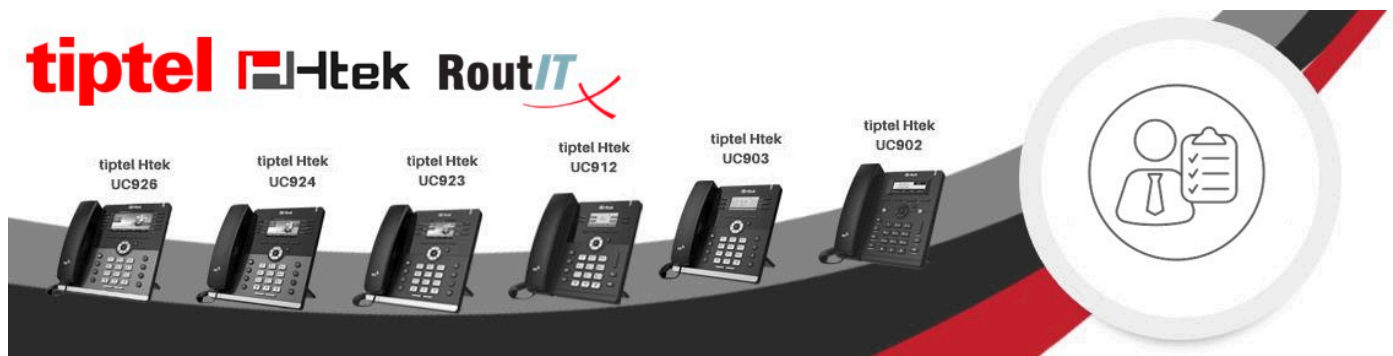 tiptel Htek RoutIT
tiptel Htek
UC926
tiptel Htek
UC924
tiptel Htek
UC923
tiptel Htek
UC912
tiptel Htek
UC903
tiptel Htek
UC902